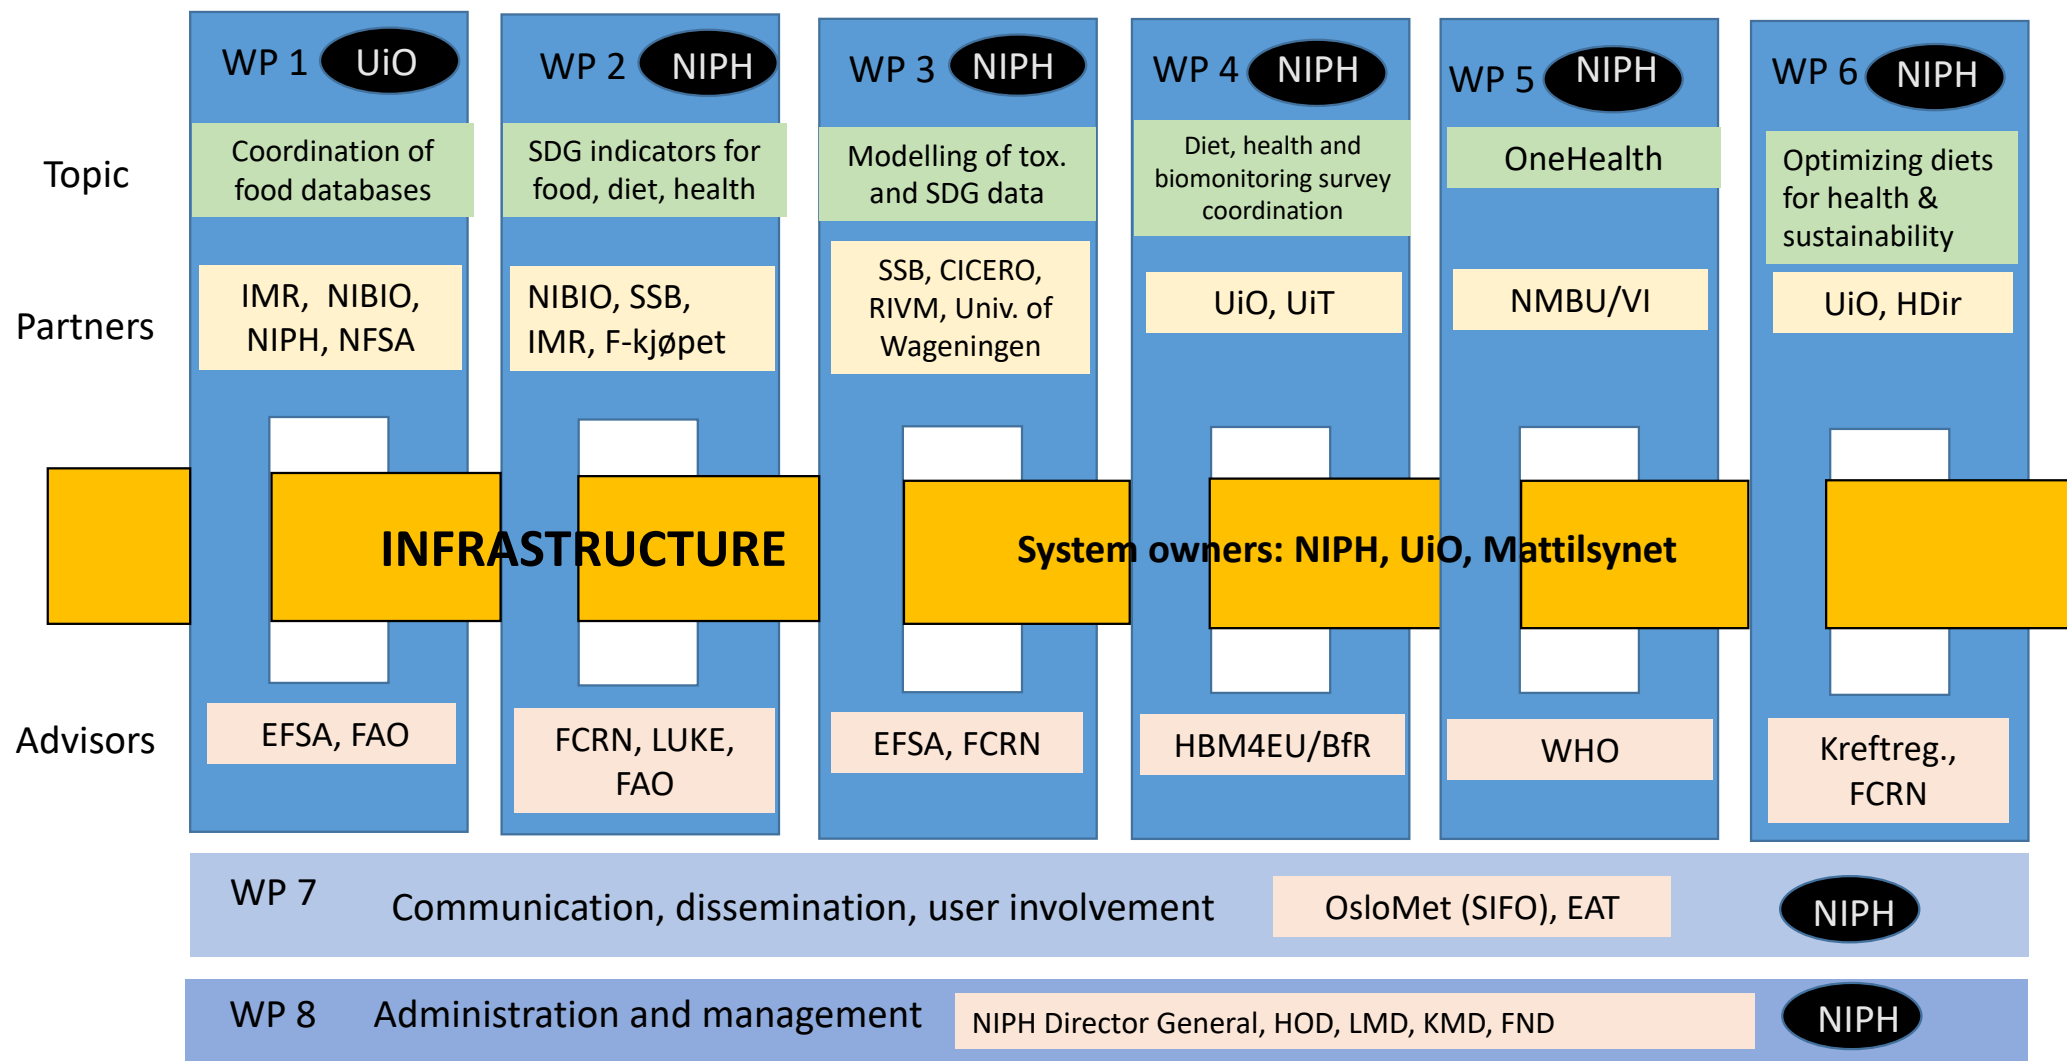 WP 1 UiO
WP 2 NIPH
WP 3 NIPH
WP 4 NIPH
WP 5 NIPH
WP 6 NIPH
Topic
Coordination of
food databases
SDG indicators for
food, diet, health
Modelling of tox.
and SDG data
Diet, health and
biomonitoring survey
coordination
OneHealth
Optimizing diets
for health &
sustainability
Partners
IMR, NIBIO,
NIPH, NFSA
NIBIO, SSB,
IMR, F-kjøpet
SSB, CICERO,
RIVM, Univ. of
Wageningen
UiO, UiT
NMBU/VI
UiO, HDir
INFRASTRUCTURE
System owners: NIPH, UiO, Mattilsynet
Advisors
EFSA, FAO
FCRN, LUKE,
FAO
EFSA, FCRN
HBM4EU/BfR
WHO
Kreftreg.,
FCRN
WP 7 Communication, dissemination, user involvement OsloMet (SIFO), EAT NIPH
WP 8 Administration and management NIPH Director General, HOD, LMD, KMD, FND NIPH